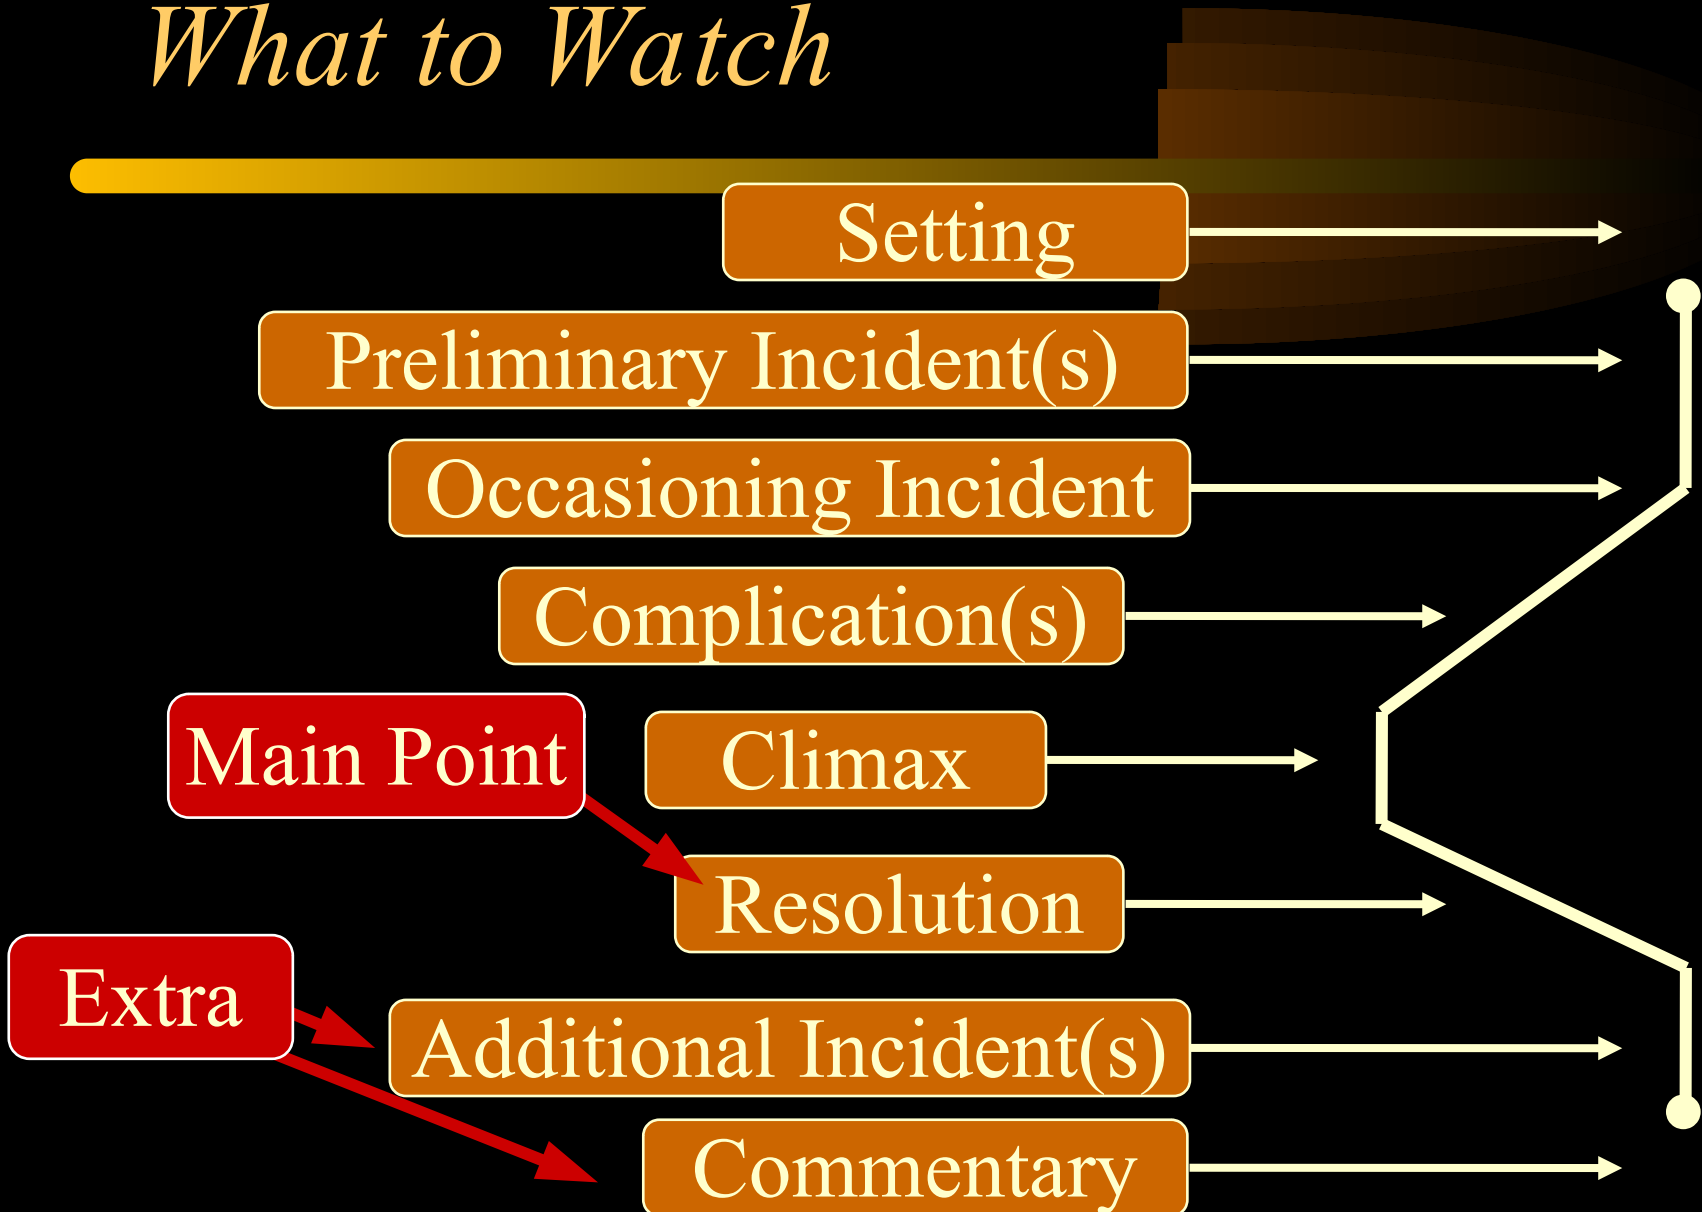 What to Watch
Setting
Preliminary Incident(s)
Occasioning Incident
Complication(s)
Main Point
Climax
Resolution
Extra
Additional Incident(s)
Commentary